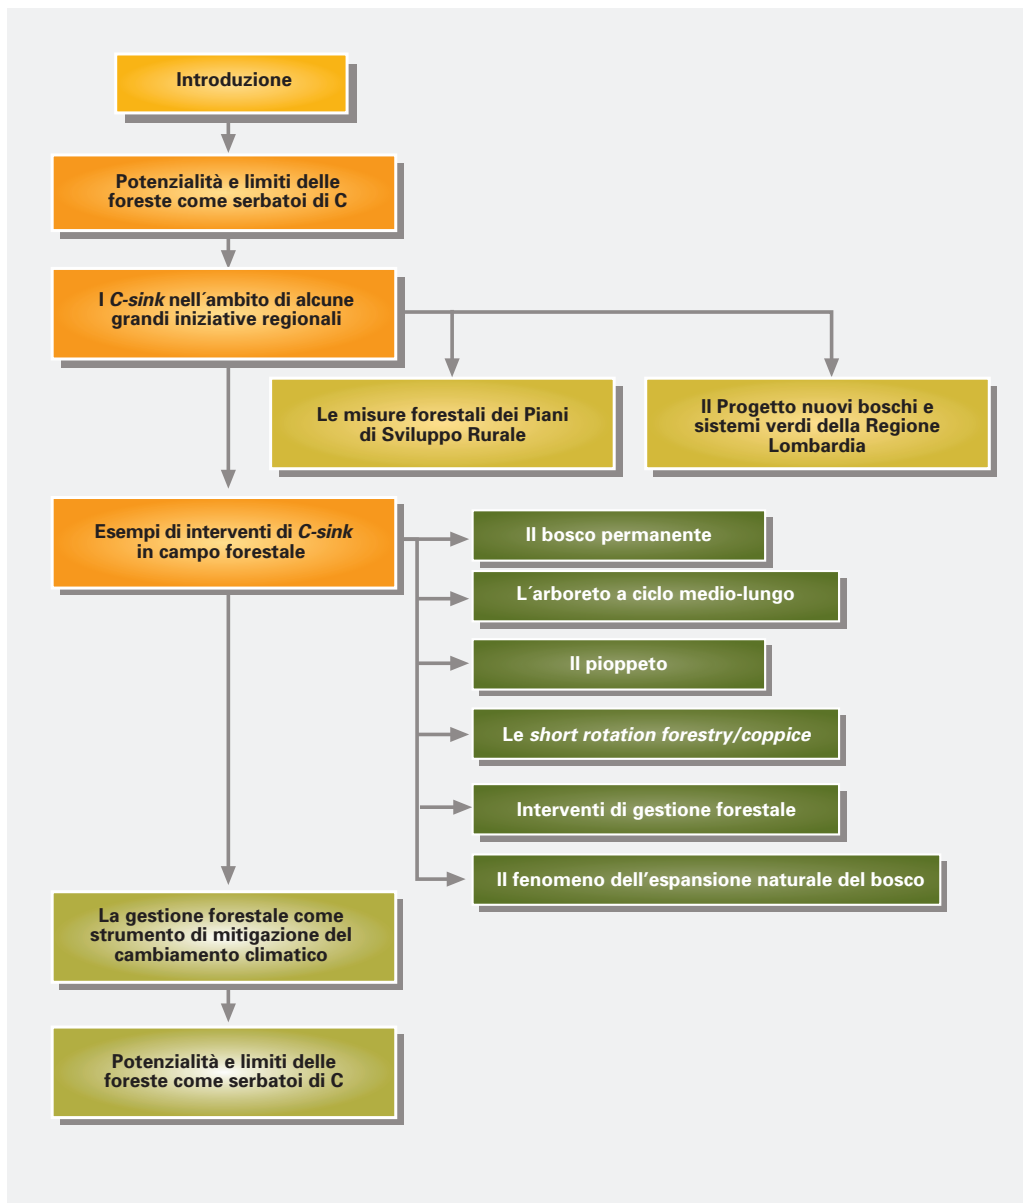 Introduzione
Potenzialità e limiti delle
foreste come serbatoi di C
I C-sink nell´ambito di alcune
grandi iniziative regionali
Le misure forestali dei Piani
di Sviluppo Rurale
Il Progetto nuovi boschi e
sistemi verdi della Regione
Lombardia
Esempi di interventi di C-sink
in campo forestale
Il bosco permanente
L´arboreto a ciclo medio-lungo
Il pioppeto
Le short rotation forestry/coppice
Interventi di gestione forestale
Il fenomeno dell’espansione naturale del bosco
La gestione forestale come
strumento di mitigazione del
cambiamento climatico
Potenzialità e limiti delle
foreste come serbatoi di C